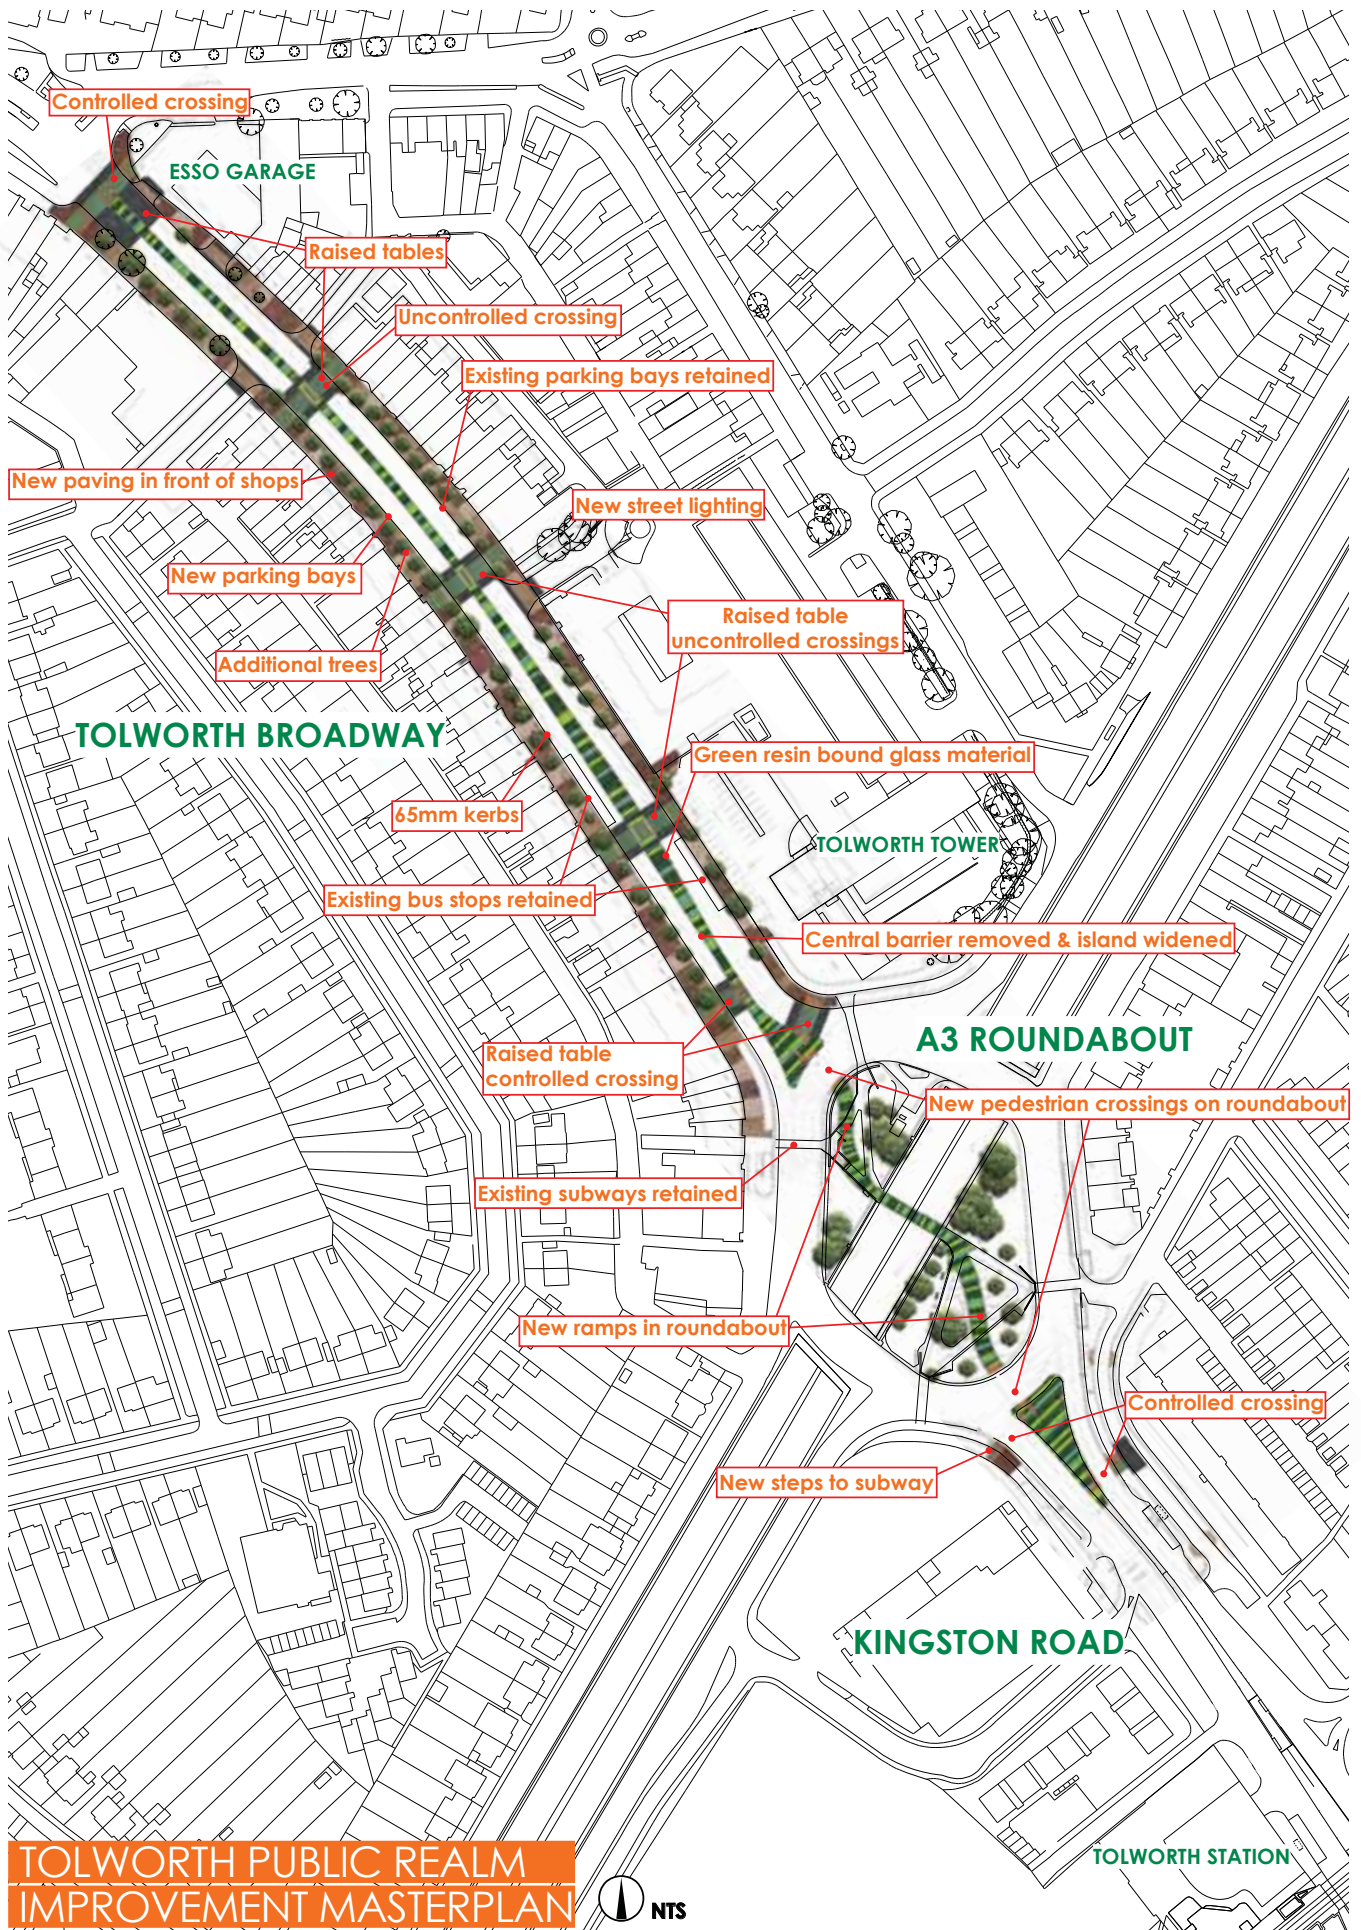 Controlled crossing
ESSO GARAGE
Raised tables
Uncontrolled crossing
Existing parking bays retained
New paving in front of shops
New street lighting
New parking bays
Raised table
uncontrolled crossings
Additional trees
TOLWORTH BROADWAY
Green resin bound glass material
65mm kerbs
TOLWORTH TOWER
Existing bus stops retained
Central barrier removed & island widened
A3 ROUNDABOUT
Raised table
controlled crossing
New pedestrian crossings on roundabout
Existing subways retained
New ramps in roundabout
Controlled crossing
New steps to subway
KINGSTON ROAD
TOLWORTH STATION
TOLWORTH PUBLIC REALM
IMPROVEMENT MASTERPLAN
NTS